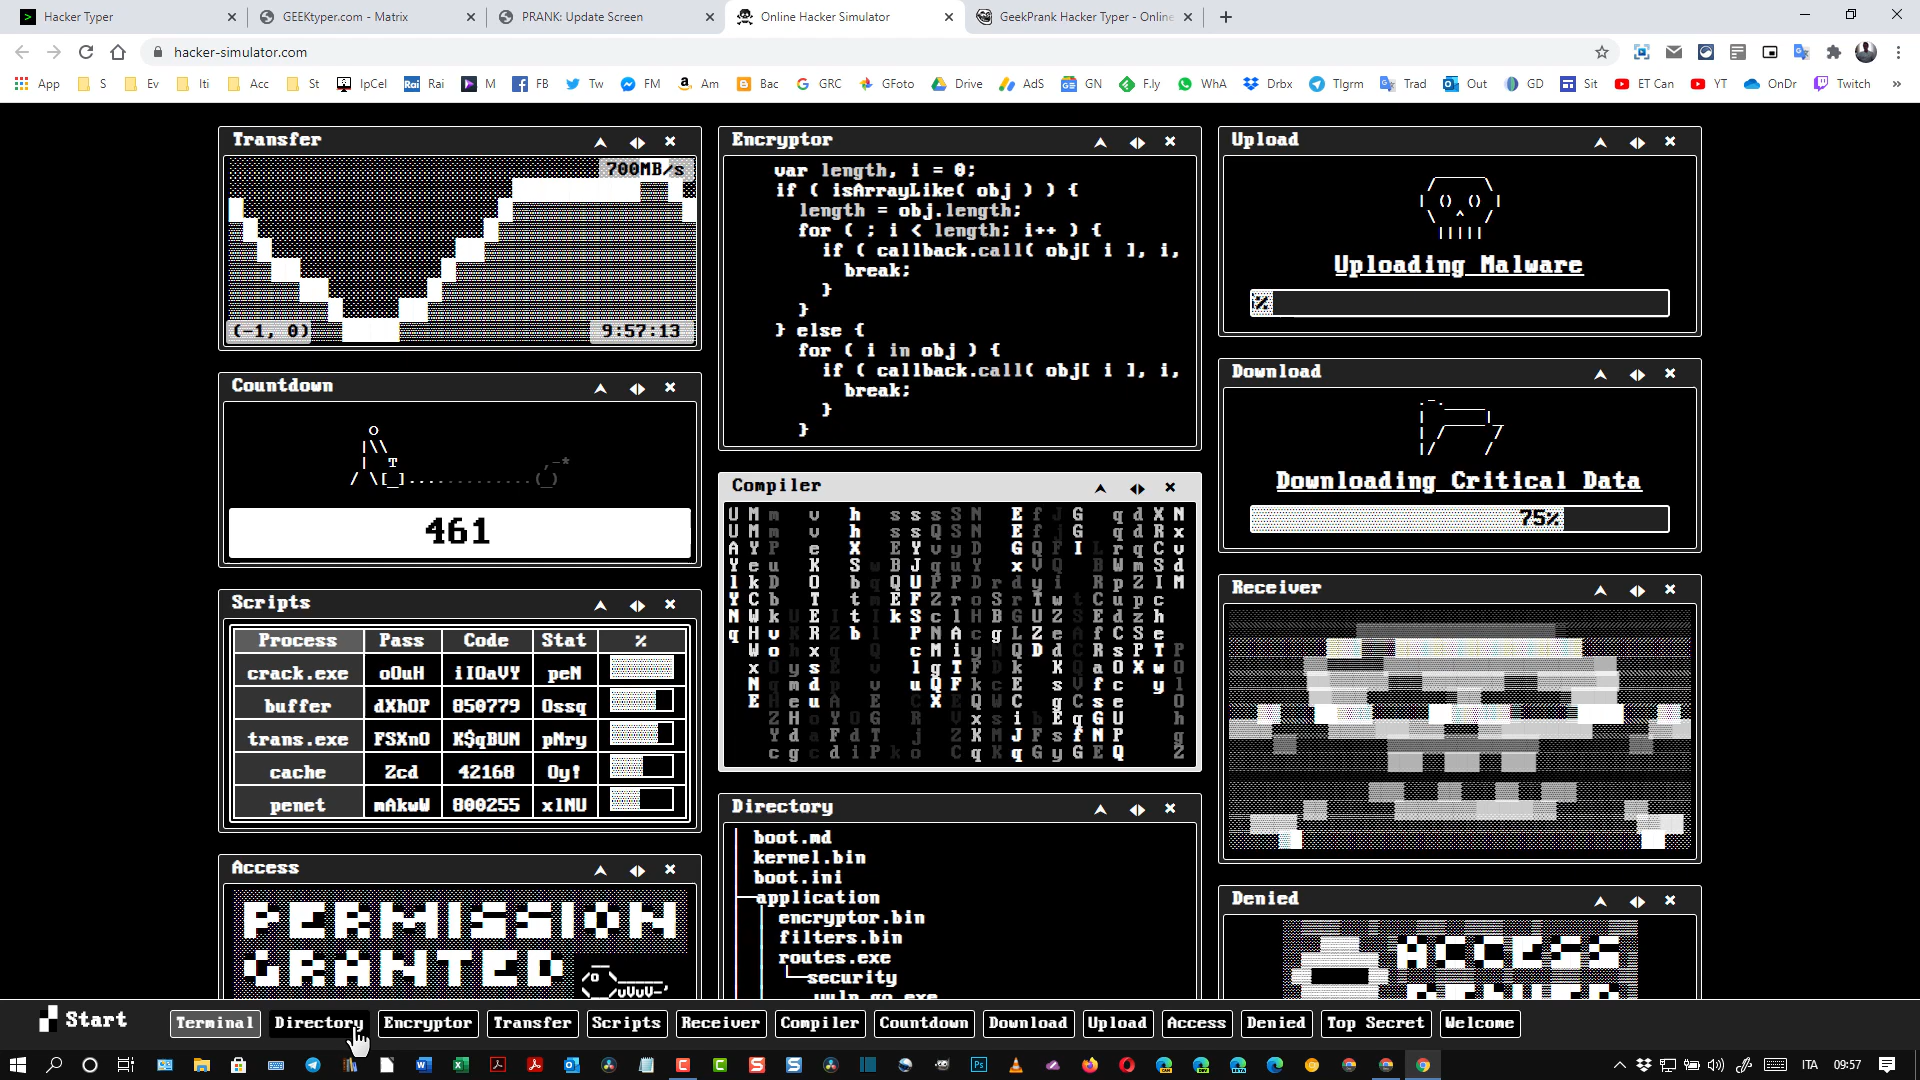 Hacker Typer
GEEKtyper.com - Matrix
PRANK: Update Screen
Online Hacker Simulator
GeekPrank Hacker Typer - Online
hacker-simulator.com
App S Ev Iti Acc St IpCel Rai Rai M FB Tw FM Am Bac GRC GFoto Drive AdS GN F.ly WhA Drbx Tlgrm Trad Out GD Sit ET Can YT OnDr Twitch »
Transfer
700MB/s
(-1, 0)
9:57:13
Countdown
461
Scripts
Process Pass Code Stat %
crack.exe oOuH iIOaVY peN
buffer dXhOP 850779 Ossq
trans.exe FSXnO K$qBUN pNry
cache Zcd 42168 Oy!
penet mAkwW 800255 xlNU
Access
PERMISSION
GRANTED
Encryptor
var length, i = 0;
if ( isArrayLike( obj ) ) {
length = obj.length;
for ( ; i < length; i++ ) {
if ( callback.call( obj[ i ], i,
break;
}
}
} else {
for ( i in obj ) {
if ( callback.call( obj[ i ], i,
break;
}
}
Compiler
Directory
boot.md
kernel.bin
boot.ini
application
encryptor.bin
filters.bin
routes.exe
security
Upload
Uploading Malware
%
Download
Downloading Critical Data
75%
Receiver
Denied
ACCESS
Start
Terminal Directory Encryptor Transfer Scripts Receiver Compiler Countdown Download Upload Access Denied Top Secret Welcome
ITA 09:57